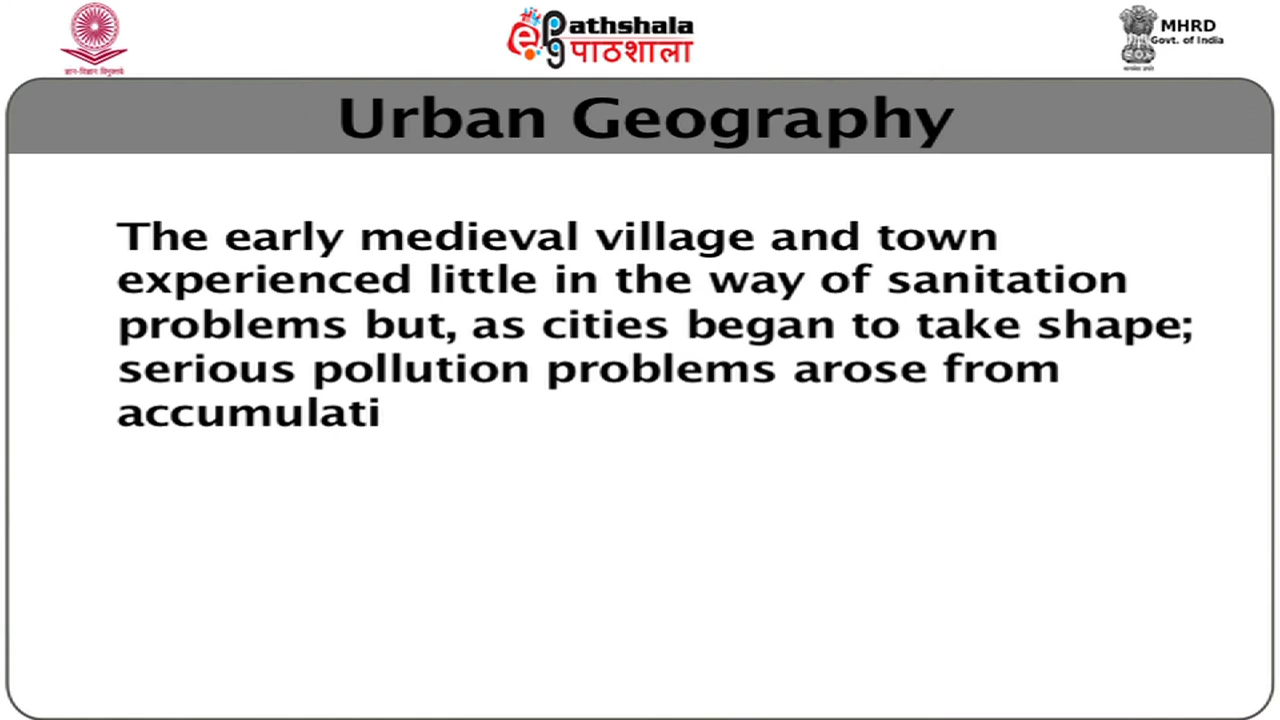 ePg Pathshala
पाठशाला
MHRD
Govt. of India
Urban Geography
The early medieval village and town
experienced little in the way of sanitation
problems but, as cities began to take shape;
serious pollution problems arose from
accumulati